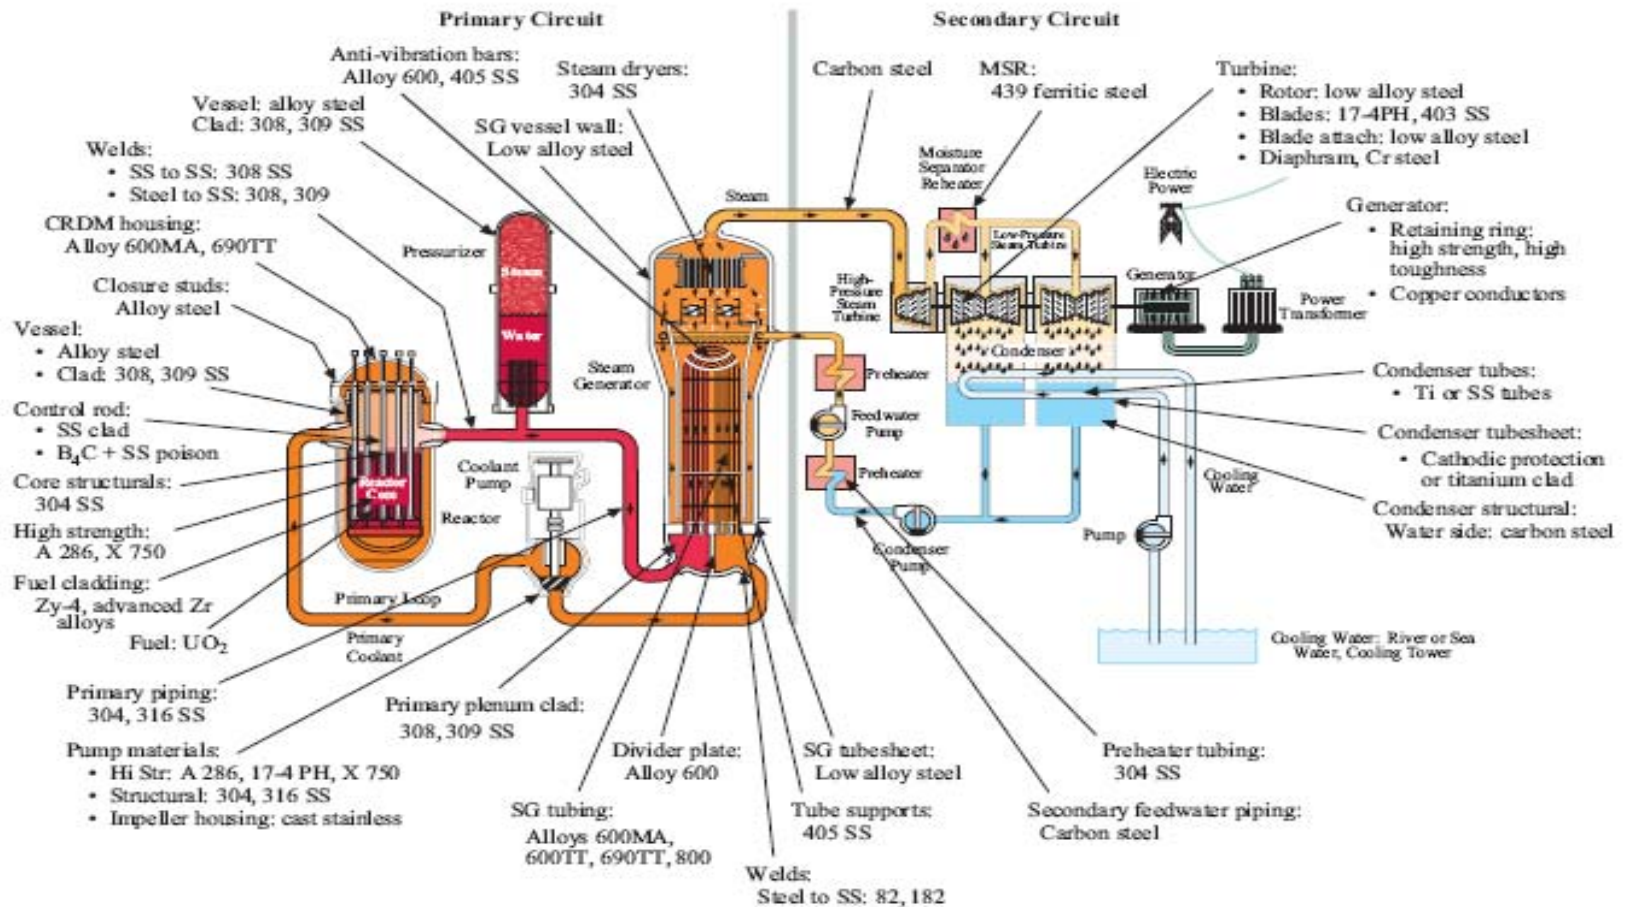 Primary Circuit
Secondary Circuit
Anti-vibration bars:
Alloy 600, 405 SS
Steam dryers:
304 SS
Carbon steel
MSR:
439 ferritic steel
Turbine:
• Rotor: low alloy steel
• Blades: 17-4PH, 403 SS
• Blade attach: low alloy steel
• Diaphram, Cr steel
Vessel: alloy steel
Clad: 308, 309 SS
SG vessel wall:
Low alloy steel
Welds:
• SS to SS: 308 SS
• Steel to SS: 308, 309
Moisture
Separator
Reheater
Electric
Power
Steam
CRDM housing:
Alloy 600MA, 690TT
Pressurizer
Steam
Water
Low-Pressure
Steam Turbine
Generator:
• Retaining ring:
high strength, high
toughness
• Copper conductors
Closure studs:
Alloy steel
High-
Pressure
Steam
Turbine
Generator
Power
Transformer
Vessel:
• Alloy steel
• Clad: 308, 309 SS
Steam
Generator
Condenser
Preheater
Condenser tubes:
• Ti or SS tubes
Control rod:
• SS clad
• B4C + SS poison
Feedwater
Pump
Condenser tubesheet:
• Cathodic protection
or titanium clad
Core structurals:
304 SS
Reactor
Core
Coolant
Pump
Preheater
Cooling
Water
Condenser structural:
Water side: carbon steel
High strength:
A 286, X 750
Reactor
Condenser
Pump
Pump
Fuel cladding:
Zy-4, advanced Zr
alloys
Fuel: UO2
Primary Loop
Primary
Coolant
Cooling Water: River or Sea
Water, Cooling Tower
Primary piping:
304, 316 SS
Primary plenum clad:
308, 309 SS
Pump materials:
• Hi Str: A 286, 17-4 PH, X 750
• Structural: 304, 316 SS
• Impeller housing: cast stainless
Divider plate:
Alloy 600
SG tubesheet:
Low alloy steel
Preheater tubing:
304 SS
SG tubing:
Alloys 600MA,
600TT, 690TT, 800
Tube supports:
405 SS
Secondary feedwater piping:
Carbon steel
Welds:
Steel to SS: 82, 182